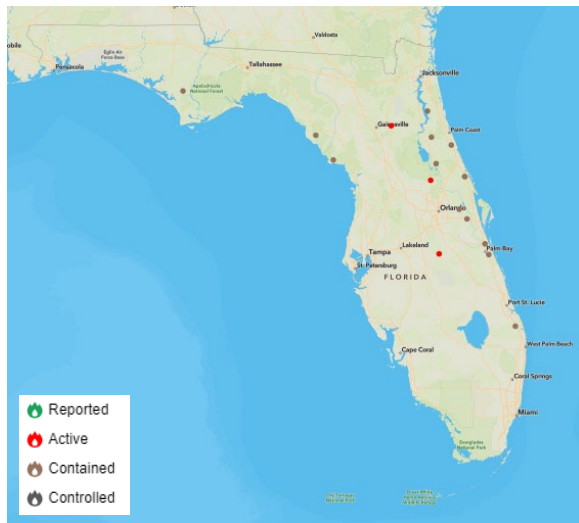 Valdosta
obile
Eglin Air
Force Base
Pensacola
Tallahassee
Jacksonville
Apalachicola
National Forest
Gainesville
Palm Coast
Orlando
Lakeland
Tampa
St. Petersburg
Palm Bay
FLORIDA
Port St. Lucie
Cape Coral
West Palm Beach
Coral Springs
Miami
Everglades
National Park
Reported
Active
Contained
Controlled